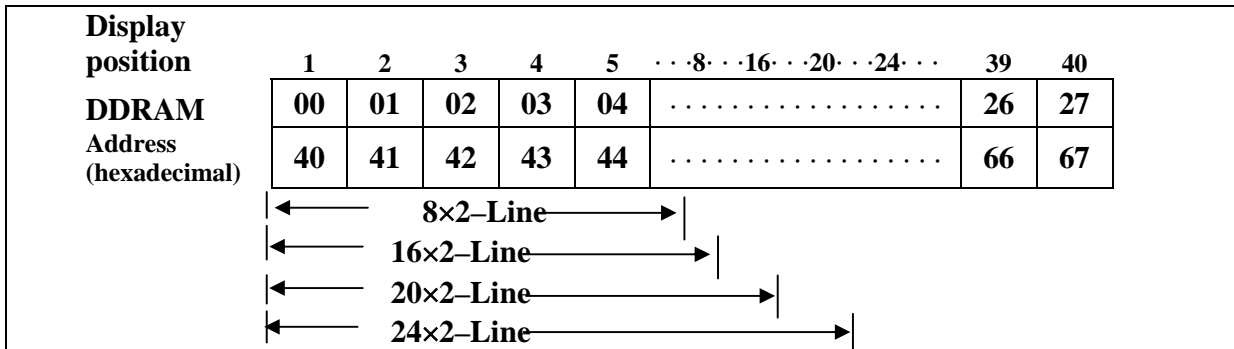 Display
position 1 2 3 4 5 · · ·8· · ·16· · ·20· · ·24· · · 39 40
DDRAM 00 01 02 03 04 · · · · · · · · · · · · · · · · · · · 26 27
Address
(hexadecimal) 40 41 42 43 44 · · · · · · · · · · · · · · · · · · · 66 67
8×2–Line
16×2–Line
20×2–Line
24×2–Line